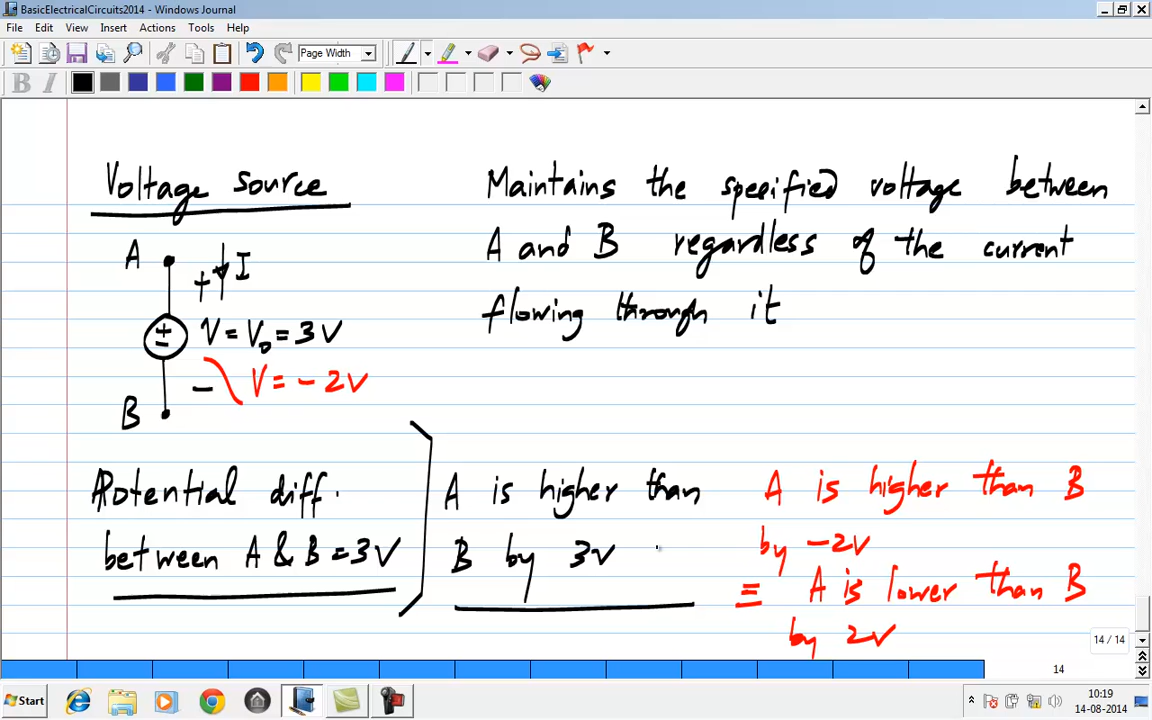 BasicElectricalCircuits2014 - Windows Journal
File Edit View Insert Actions Tools Help
Page Width
B I
Voltage source
A
+ I
+
−
V = V₀ = 3V
−
V = − 2V
B
Maintains the specified voltage between
A and B regardless of the current
flowing through it
Potential diff.
between A & B = 3V
A is higher than
B by 3V
A is higher than B
by −2V
≡ A is lower than B
by 2V
14 / 14
14
Start
10:19
14-08-2014